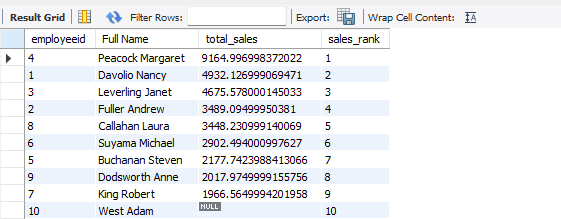 Result Grid Filter Rows: Export: Wrap Cell Content: IA
employeeid Full Name total_sales sales_rank
4 Peacock Margaret 9164.996998372022 1
1 Davolio Nancy 4932.126999069471 2
3 Leverling Janet 4675.578000145033 3
2 Fuller Andrew 3489.09499950381 4
8 Callahan Laura 3448.230999140069 5
6 Suyama Michael 2902.494000997627 6
5 Buchanan Steven 2177.7423988413066 7
9 Dodsworth Anne 2017.9749999155756 8
7 King Robert 1966.5649994201958 9
10 West Adam NULL 10